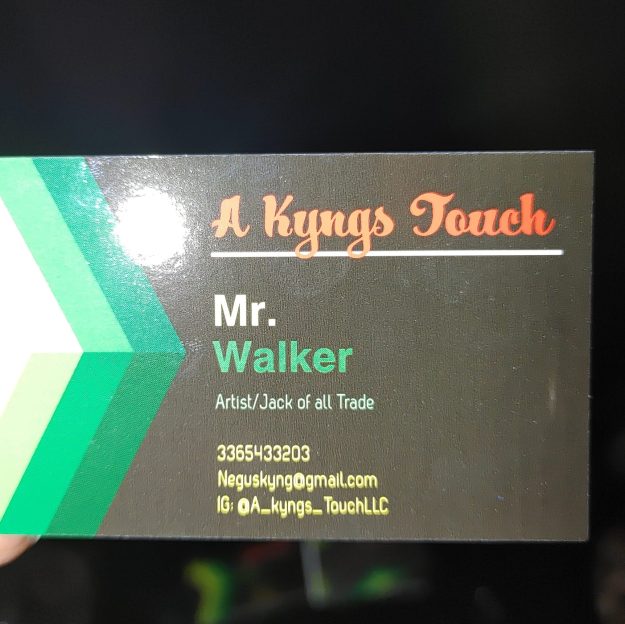 A Kyngs Touch
Mr.
Walker
Artist/Jack of all Trade
3365433203
Neguskyng@gmail.com
IG: @A_kyngs_TouchLLC